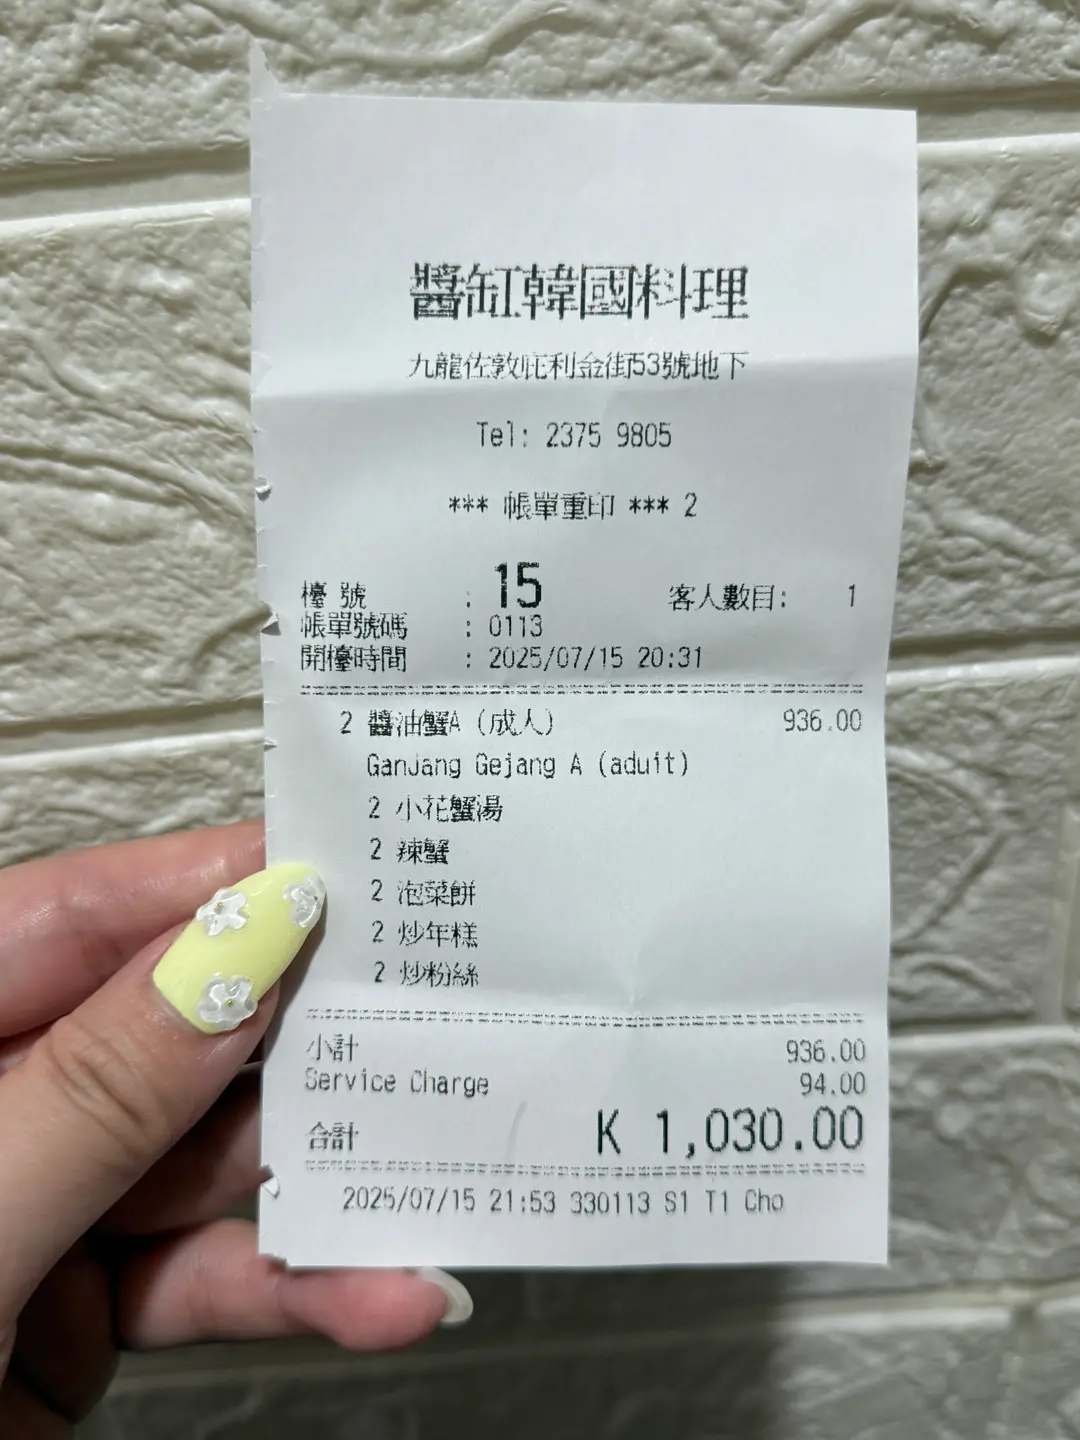 醬缸韓國料理
九龍佐敦庇利金街53號地下
Tel: 2375 9805
*** 帳單重印 *** 2
檯 號 : 15 客人數目: 1
帳單號碼 : 0113
開檯時間 : 2025/07/15 20:31
2 醬油蟹A (成人) 936.00
GanJang Gejang A (aduit)
2 小花蟹湯
2 辣蟹
2 泡菜餅
2 炒年糕
2 炒粉絲
小計 936.00
Service Charge 94.00
合計 K 1,030.00
2025/07/15 21:53 330113 S1 T1 Cho